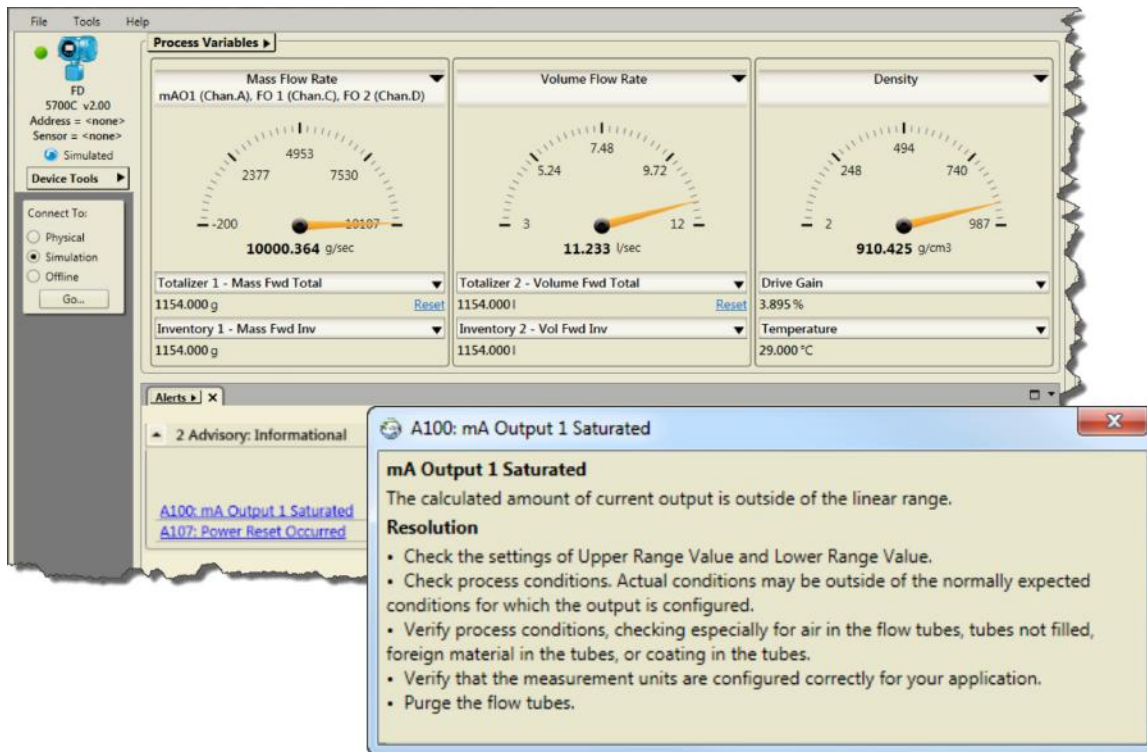 File Tools Help
FD
5700C v2.00
Address = <none>
Sensor = <none>
Simulated
Device Tools
Connect To:
Physical
Simulation
Offline
Go...
Process Variables
Mass Flow Rate
mAO1 (Chan.A), FO 1 (Chan.C), FO 2 (Chan.D)
4953
2377 7530
-200 10107
10000.364 g/sec
Totalizer 1 - Mass Fwd Total
1154.000 g Reset
Inventory 1 - Mass Fwd Inv
1154.000 g
Volume Flow Rate
7.48
5.24 9.72
3 12
11.233 l/sec
Totalizer 2 - Volume Fwd Total
1154.000 l Reset
Inventory 2 - Vol Fwd Inv
1154.000 l
Density
494
248 740
2 987
910.425 g/cm3
Drive Gain
3.895 %
Temperature
29.000 °C
Alerts
2 Advisory: Informational
A100: mA Output 1 Saturated
A107: Power Reset Occurred
A100: mA Output 1 Saturated
mA Output 1 Saturated
The calculated amount of current output is outside of the linear range.
Resolution
• Check the settings of Upper Range Value and Lower Range Value.
• Check process conditions. Actual conditions may be outside of the normally expected
conditions for which the output is configured.
• Verify process conditions, checking especially for air in the flow tubes, tubes not filled,
foreign material in the tubes, or coating in the tubes.
• Verify that the measurement units are configured correctly for your application.
• Purge the flow tubes.